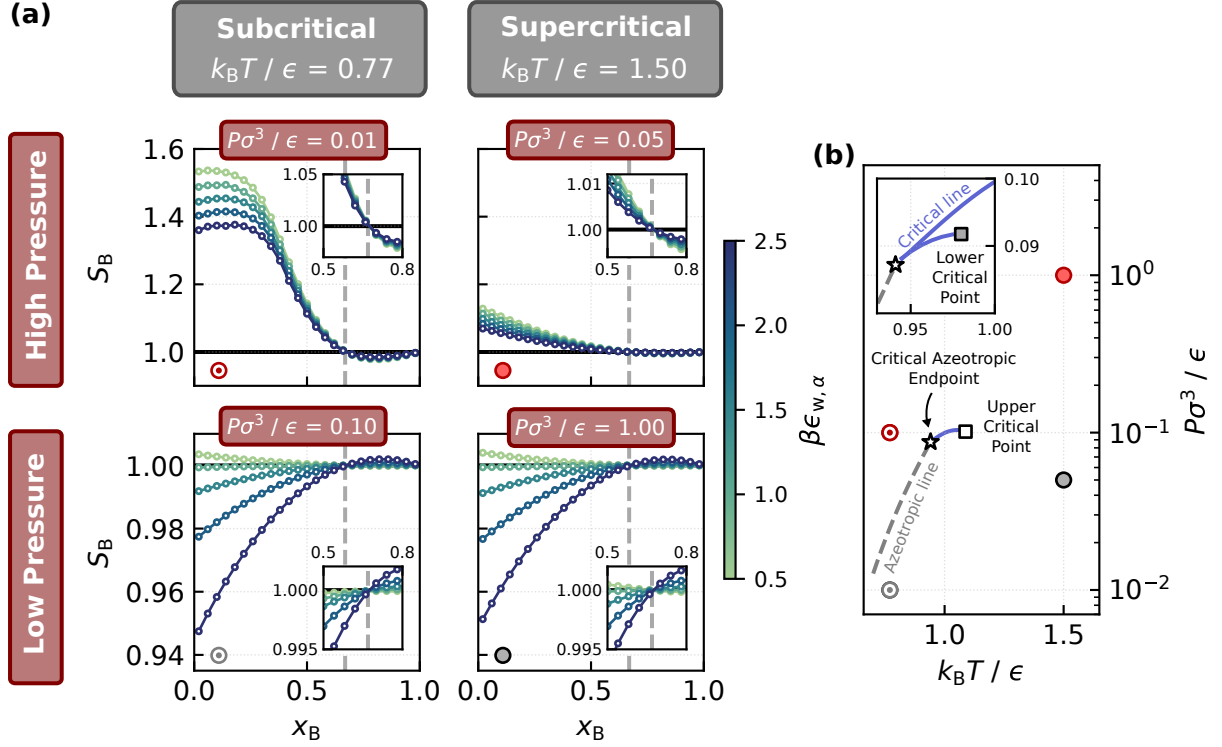 (a)
Subcritical
k_B T / ϵ = 0.77
Supercritical
k_B T / ϵ = 1.50
High Pressure
Low Pressure
Pσ³ / ϵ = 0.01
1.6
1.4
1.2
1.0
S_B
1.05
1.00
0.5
0.8
Pσ³ / ϵ = 0.05
1.01
1.00
0.5
0.8
Pσ³ / ϵ = 0.10
1.00
0.98
0.96
0.94
S_B
0.5
0.8
1.000
0.995
0.0
0.5
1.0
x_B
Pσ³ / ϵ = 1.00
0.5
0.8
1.000
0.995
0.0
0.5
1.0
x_B
2.5
2.0
1.5
1.0
0.5
βϵ_w,α
(b)
0.10
0.09
0.95
1.00
Critical line
Lower
Critical
Point
Critical Azeotropic
Endpoint
Upper
Critical
Point
Azeotropic line
10⁰
10⁻¹
10⁻²
Pσ³ / ϵ
1.0
1.5
k_B T / ϵ